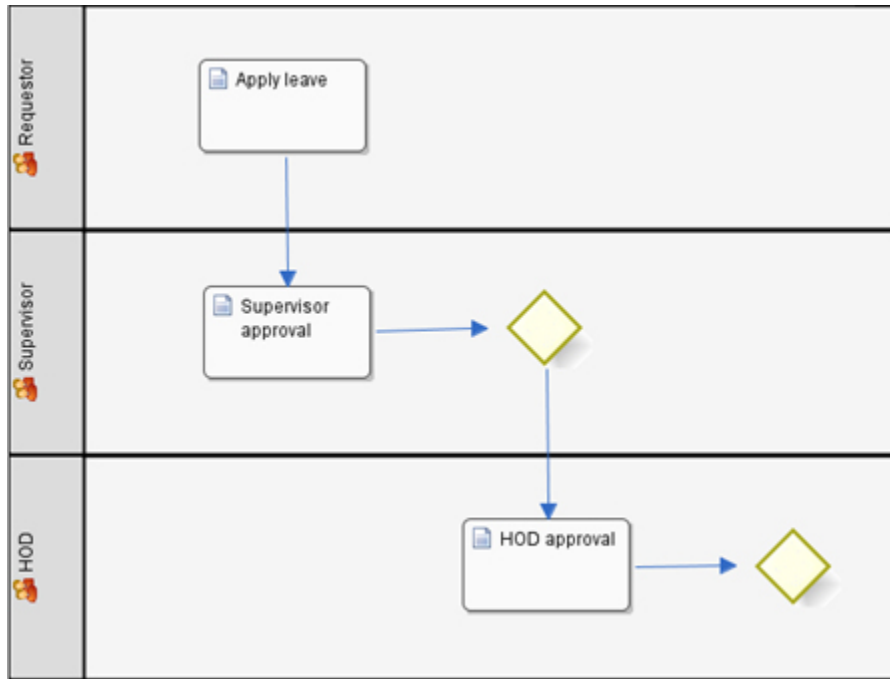 Requestor
Apply leave
Supervisor
Supervisor
approval
HOD
HOD approval